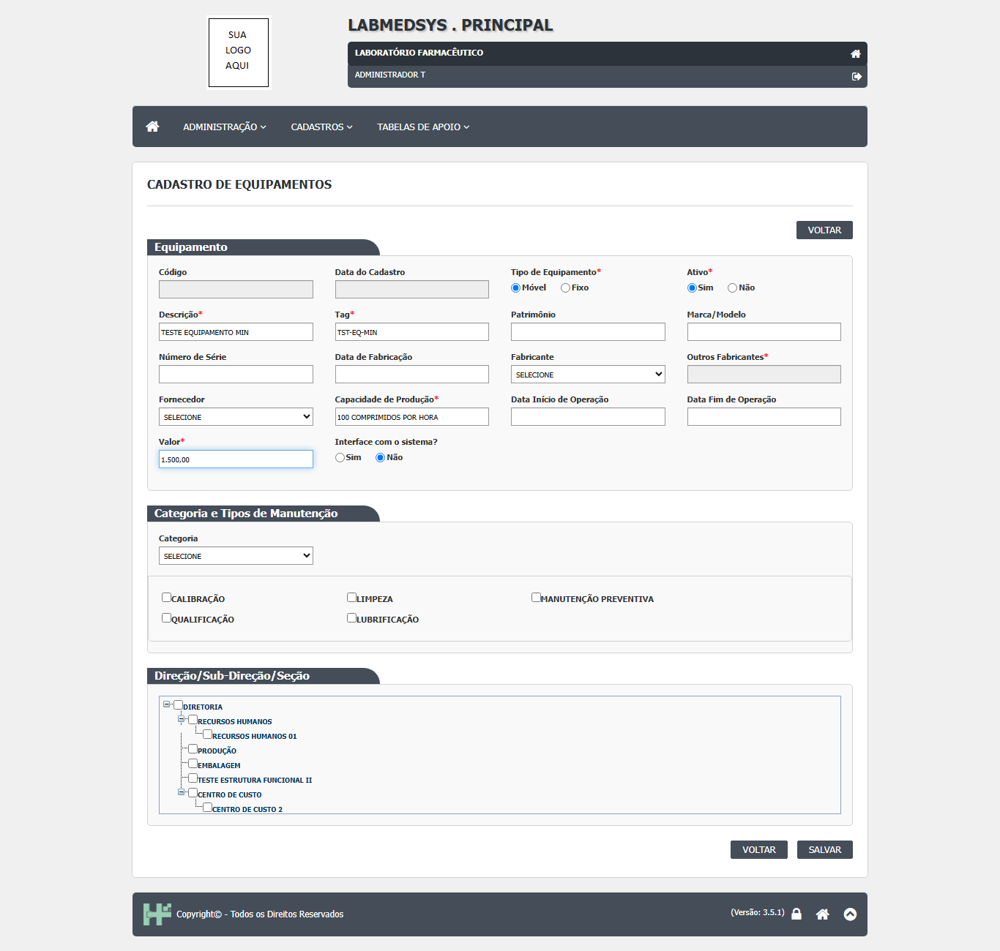 SUA
LOGO
AQUI
LABMEDSYS . PRINCIPAL
LABORATÓRIO FARMACÊUTICO
ADMINISTRADOR T
ADMINISTRAÇÃO CADASTROS TABELAS DE APOIO
CADASTRO DE EQUIPAMENTOS
VOLTAR
Equipamento
Código Data do Cadastro Tipo de Equipamento* Ativo*
Móvel Fixo Sim Não
Descrição* Tag* Patrimônio Marca/Modelo
TESTE EQUIPAMENTO MIN TST-EQ-MIN
Número de Série Data de Fabricação Fabricante Outros Fabricantes*
SELECIONE
Fornecedor Capacidade de Produção* Data Início de Operação Data Fim de Operação
SELECIONE 100 COMPRIMIDOS POR HORA
Valor* Interface com o sistema?
1.500,00 Sim Não
Categoria e Tipos de Manutenção
Categoria
SELECIONE
CALIBRAÇÃO LIMPEZA MANUTENÇÃO PREVENTIVA
QUALIFICAÇÃO LUBRIFICAÇÃO
Direção/Sub-Direção/Seção
DIRETORIA
RECURSOS HUMANOS
RECURSOS HUMANOS 01
PRODUÇÃO
EMBALAGEM
TESTE ESTRUTURA FUNCIONAL II
CENTRO DE CUSTO
CENTRO DE CUSTO 2
VOLTAR SALVAR
Copyright© - Todos os Direitos Reservados (Versão: 3.5.1)